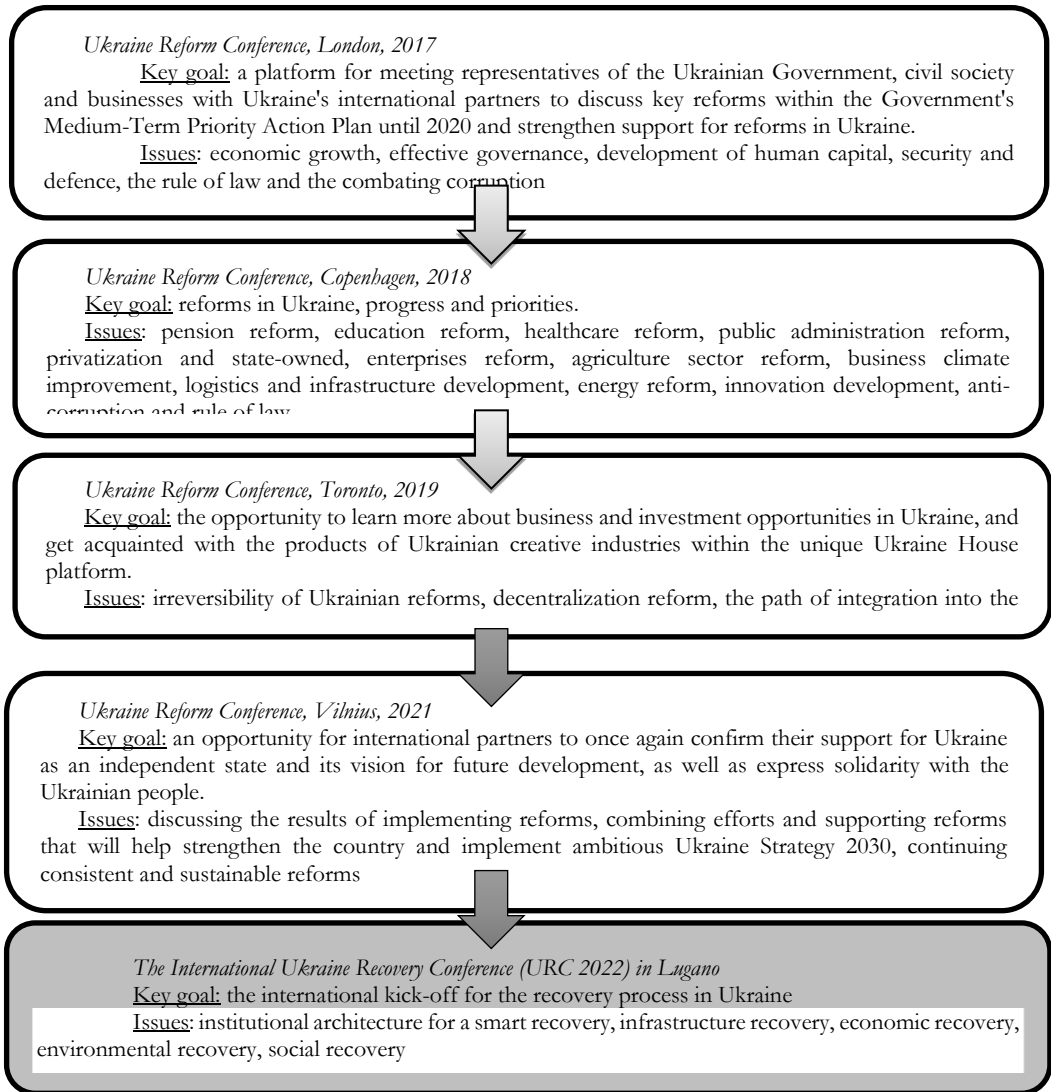 Ukraine Reform Conference, London, 2017
Key goal: a platform for meeting representatives of the Ukrainian Government, civil society
and businesses with Ukraine's international partners to discuss key reforms within the Government's
Medium-Term Priority Action Plan until 2020 and strengthen support for reforms in Ukraine.
Issues: economic growth, effective governance, development of human capital, security and
defence, the rule of law and the combating corruption
Ukraine Reform Conference, Copenhagen, 2018
Key goal: reforms in Ukraine, progress and priorities.
Issues: pension reform, education reform, healthcare reform, public administration reform,
privatization and state-owned, enterprises reform, agriculture sector reform, business climate
improvement, logistics and infrastructure development, energy reform, innovation development, anti-
corruption and rule of law
Ukraine Reform Conference, Toronto, 2019
Key goal: the opportunity to learn more about business and investment opportunities in Ukraine, and
get acquainted with the products of Ukrainian creative industries within the unique Ukraine House
platform.
Issues: irreversibility of Ukrainian reforms, decentralization reform, the path of integration into the
Ukraine Reform Conference, Vilnius, 2021
Key goal: an opportunity for international partners to once again confirm their support for Ukraine
as an independent state and its vision for future development, as well as express solidarity with the
Ukrainian people.
Issues: discussing the results of implementing reforms, combining efforts and supporting reforms
that will help strengthen the country and implement ambitious Ukraine Strategy 2030, continuing
consistent and sustainable reforms
The International Ukraine Recovery Conference (URC 2022) in Lugano
Key goal: the international kick-off for the recovery process in Ukraine
Issues: institutional architecture for a smart recovery, infrastructure recovery, economic recovery,
environmental recovery, social recovery